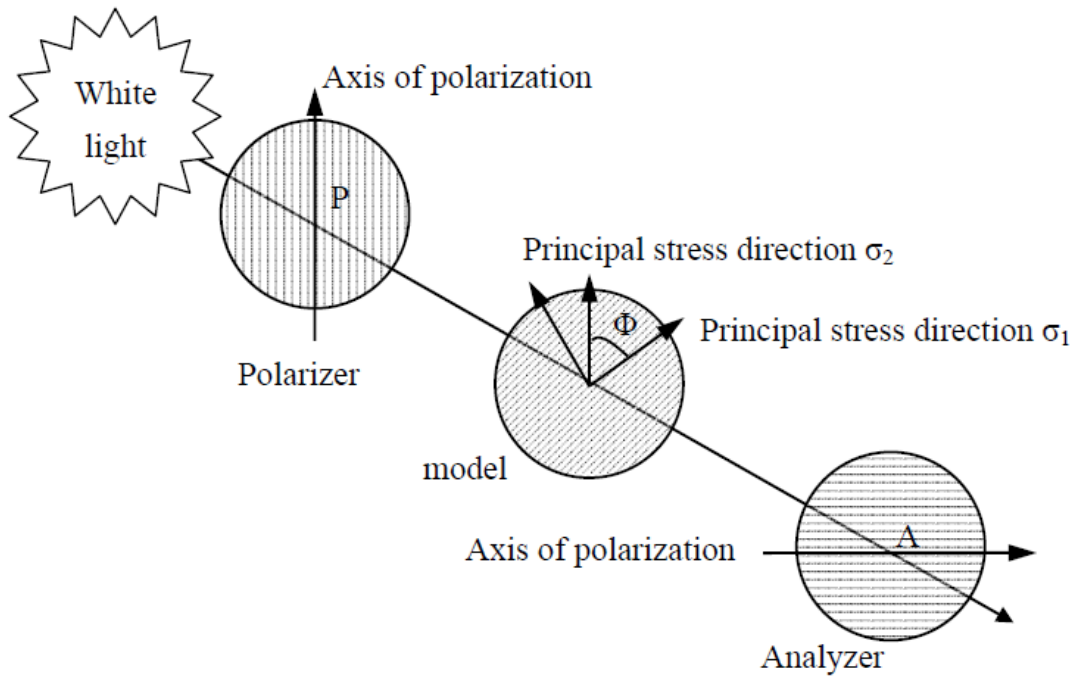 White
light
Axis of polarization
P
Polarizer
Principal stress direction σ₂
Φ
Principal stress direction σ₁
model
Axis of polarization
A
Analyzer